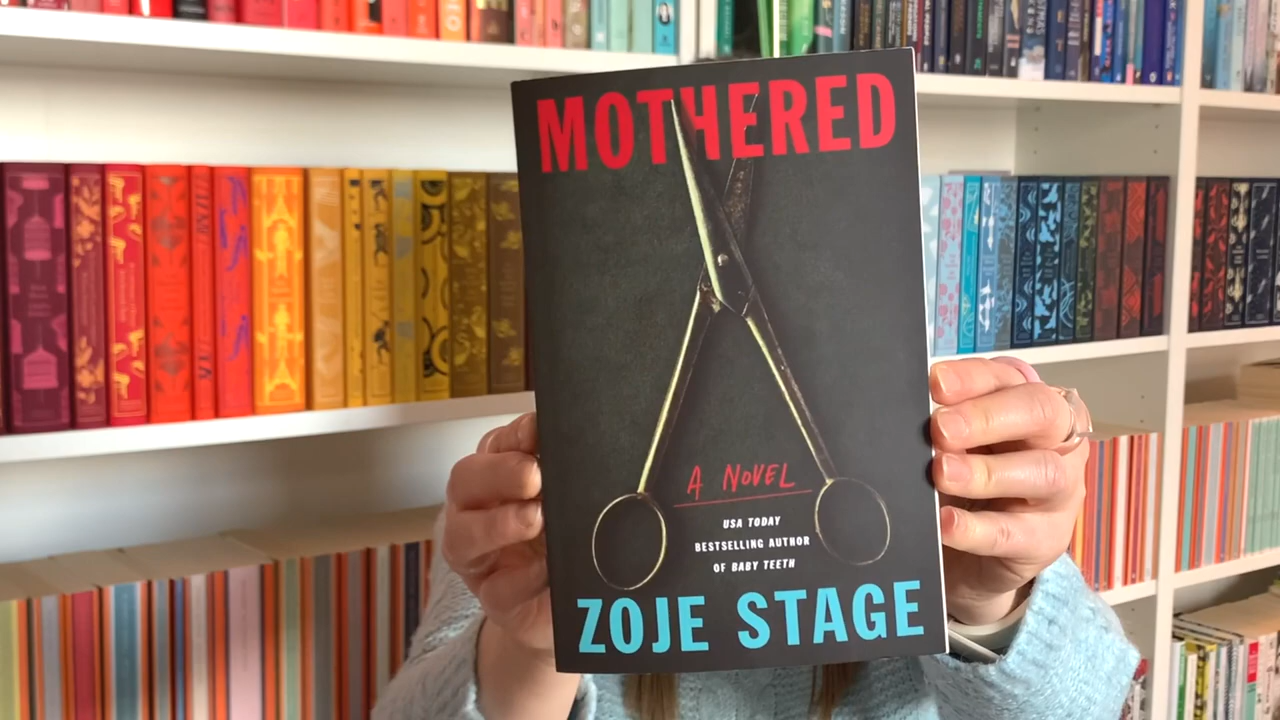 MOTHERED
A NOVEL
USA TODAY
BESTSELLING AUTHOR
OF BABY TEETH
ZOJE STAGE